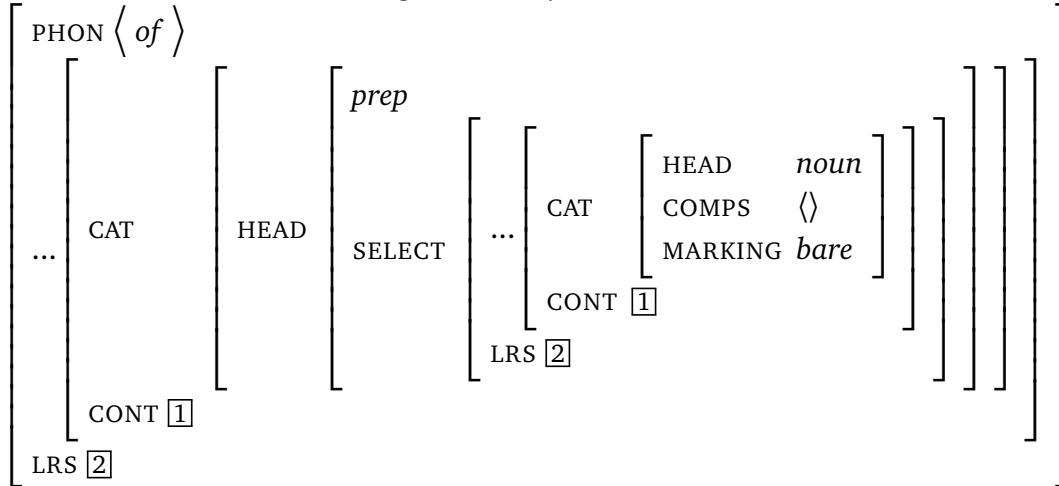 PHON ⟨ of ⟩
prep
HEAD noun
CAT COMPS ⟨⟩
... CAT HEAD SELECT ... MARKING bare
CONT 1
LRS 2
CONT 1
LRS 2